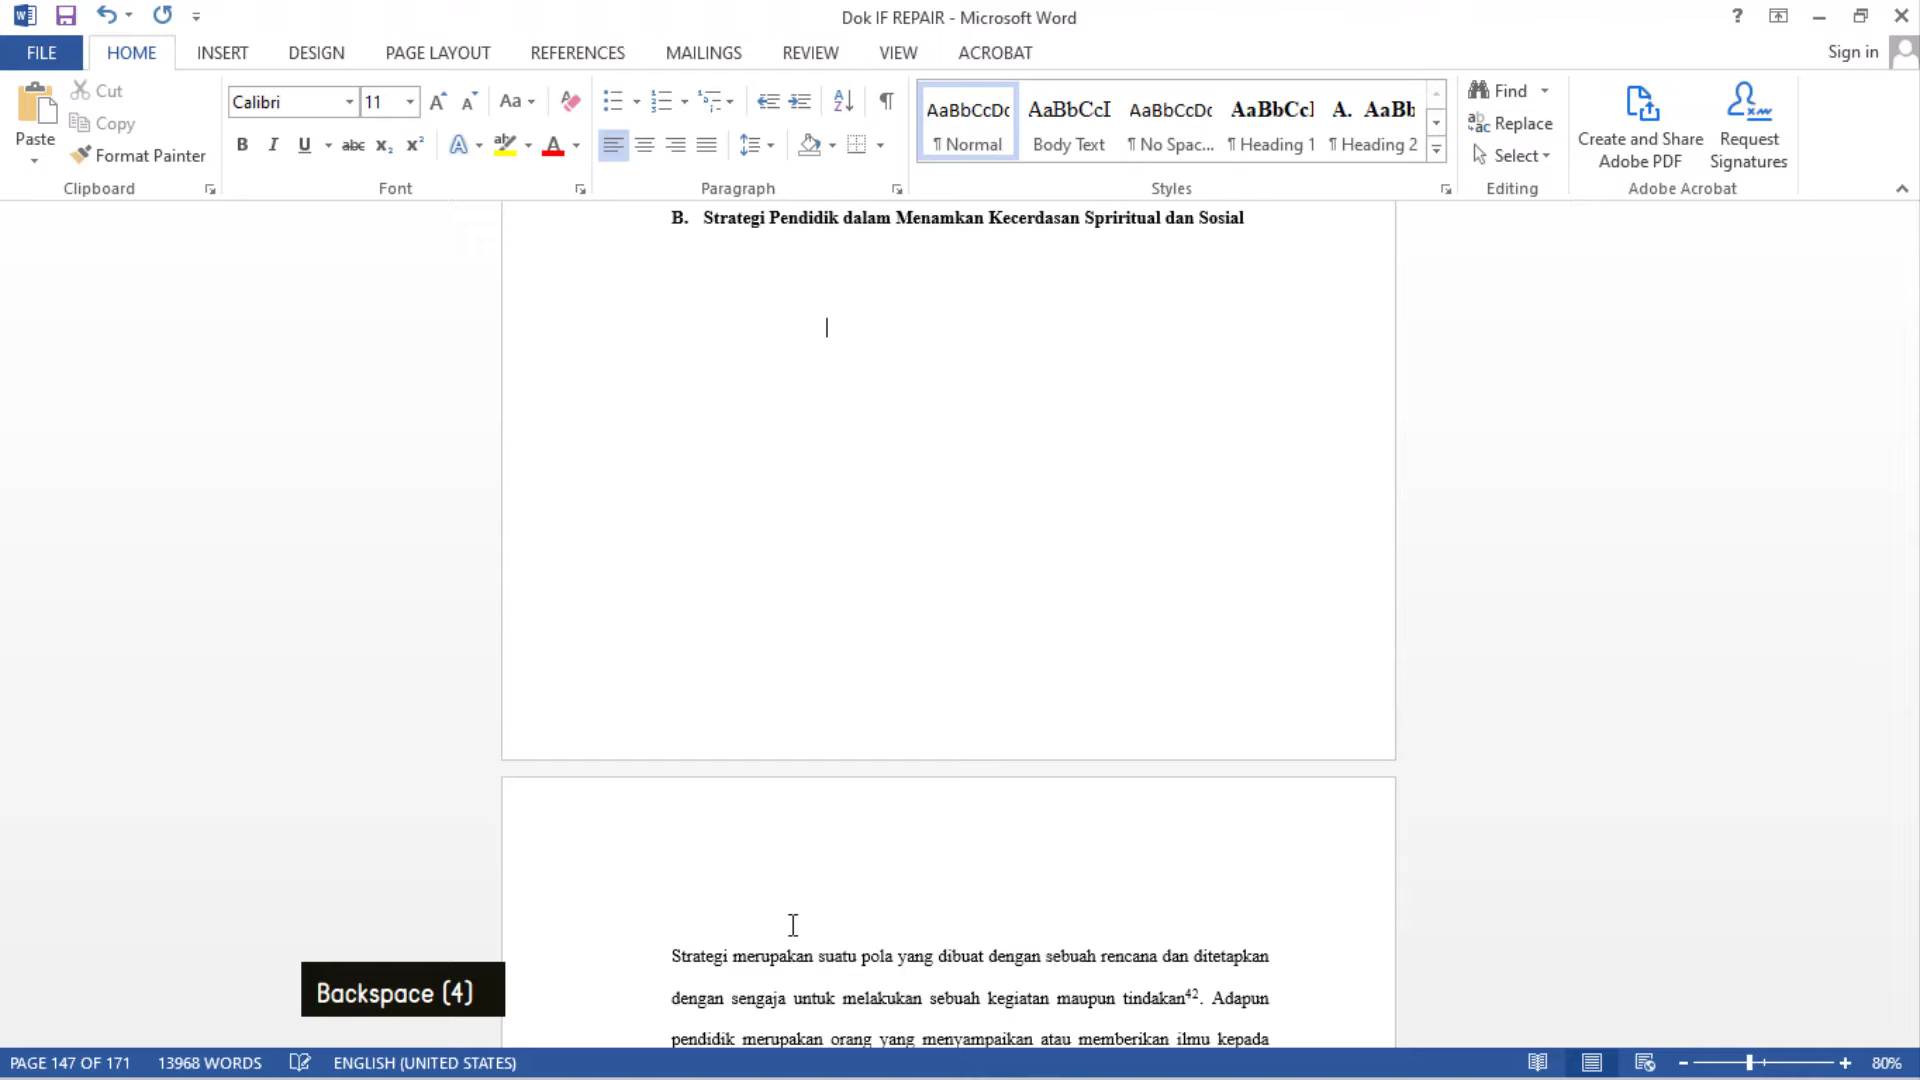 Dok IF REPAIR - Microsoft Word
?
FILE HOME INSERT DESIGN PAGE LAYOUT REFERENCES MAILINGS REVIEW VIEW ACROBAT Sign in
Paste
Cut
Copy
Format Painter
Clipboard
Calibri 11 Aa
B I U abc x₂ x²
Font
Paragraph
AaBbCcDc AaBbCcI AaBbCcDc AaBbCcI A. AaBb
¶ Normal Body Text ¶ No Spac... ¶ Heading 1 ¶ Heading 2
Styles
Find
Replace
Select
Editing
Create and Share Adobe PDF
Request Signatures
Adobe Acrobat
B. Strategi Pendidik dalam Menamkan Kecerdasan Spriritual dan Sosial
Strategi merupakan suatu pola yang dibuat dengan sebuah rencana dan ditetapkan
dengan sengaja untuk melakukan sebuah kegiatan maupun tindakan⁴². Adapun
pendidik merupakan orang yang menyampaikan atau memberikan ilmu kepada
Backspace (4)
PAGE 147 OF 171 13968 WORDS ENGLISH (UNITED STATES) 80%